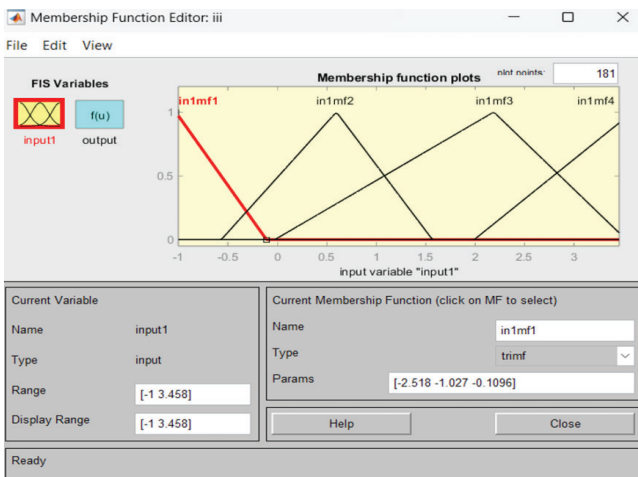 Membership Function Editor: iii
File Edit View
FIS Variables
input1
f(u)
output
Membership function plots
plot points:
181
in1mf1 in1mf2 in1mf3 in1mf4
1
0.5
0
-1 -0.5 0 0.5 1 1.5 2 2.5 3
input variable "input1"
Current Variable
Name input1
Type input
Range [-1 3.458]
Display Range [-1 3.458]
Current Membership Function (click on MF to select)
Name in1mf1
Type trimf
Params [-2.518 -1.027 -0.1096]
Help Close
Ready